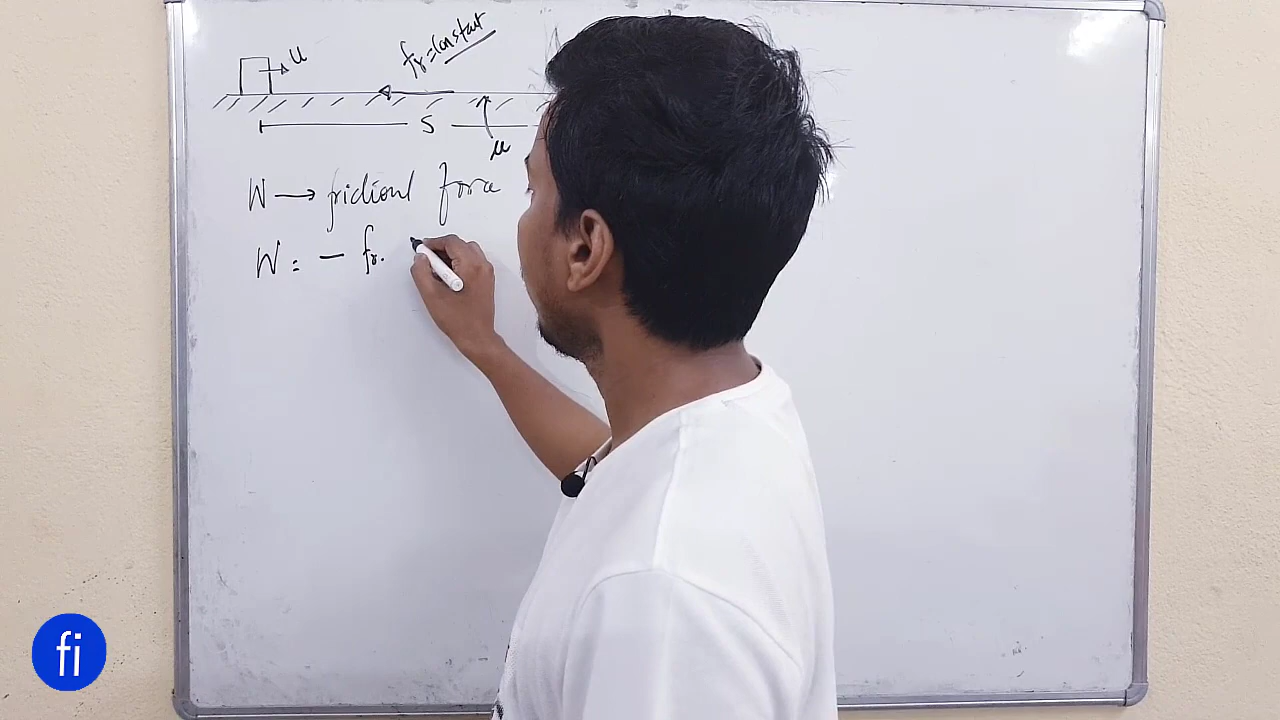 u
fr = constant
S
μ
W → frictional force
W = - fr.
fi